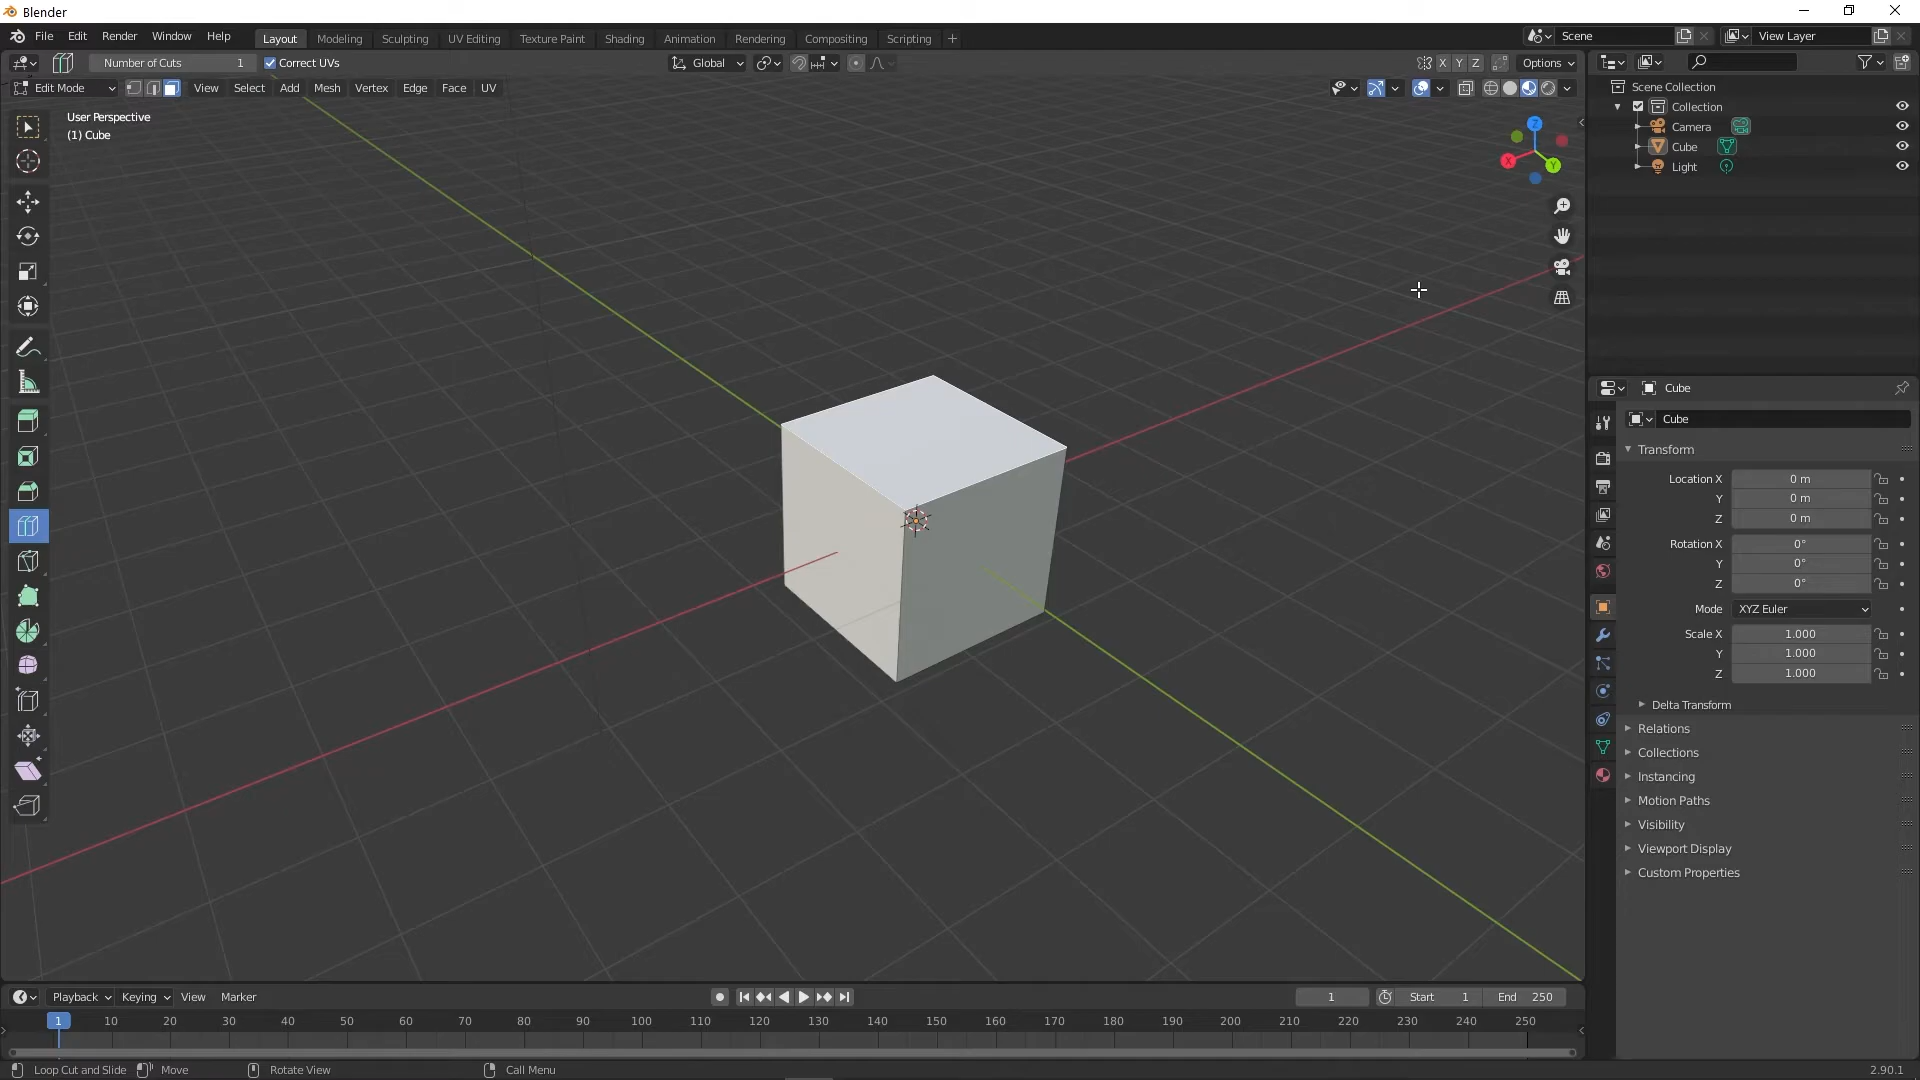 Blender
File Edit Render Window Help Layout Modeling Sculpting UV Editing Texture Paint Shading Animation Rendering Compositing Scripting + Scene View Layer
Number of Cuts 1 Correct UVs Global X Y Z Options
Edit Mode View Select Add Mesh Vertex Edge Face UV
User Perspective
(1) Cube
Z
X
Y
Scene Collection
Collection
Camera
Cube
Light
Cube
Cube
Transform
Location X 0 m
Y 0 m
Z 0 m
Rotation X 0°
Y 0°
Z 0°
Mode XYZ Euler
Scale X 1.000
Y 1.000
Z 1.000
Delta Transform
Relations
Collections
Instancing
Motion Paths
Visibility
Viewport Display
Custom Properties
Playback Keying View Marker 1 Start 1 End 250
1 10 20 30 40 50 60 70 80 90 100 110 120 130 140 150 160 170 180 190 200 210 220 230 240 250
Loop Cut and Slide Move Rotate View Call Menu 2.90.1